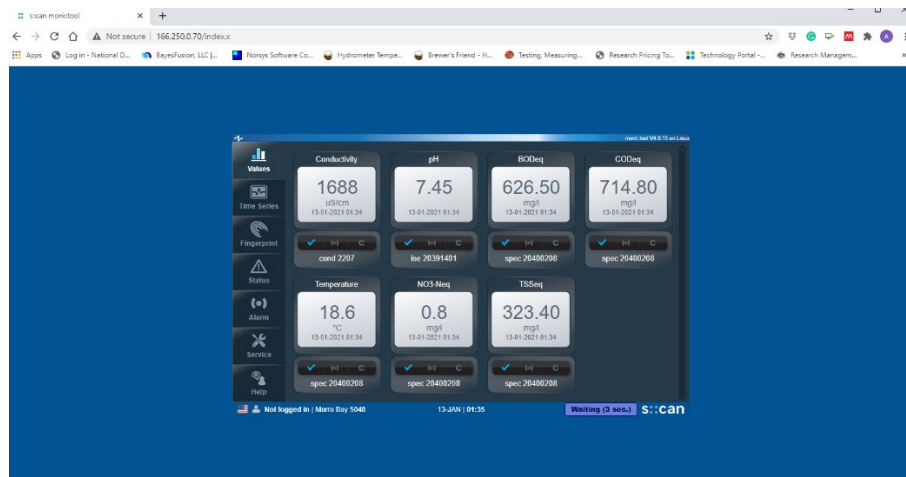 s::can monis:tool
Not secure | 166.250.0.70/index.x
Apps Log in - National D... BayesFusion, LLC |... Norsys Software Co... Hydrometer Tempe... Brewer's Friend - H... Testing, Measuring... Research Pricing To... Technology Portal -... Research Managem...
moni::tool V4.0.15 on Linux
Values
Time Series
Fingerprint
Status
Alarm
Service
Help
Conductivity
1688
uS/cm
13-01-2021 01:34
C
cond 2207
pH
7.45
13-01-2021 01:34
C
ise 20391401
BODeq
626.50
mg/l
13-01-2021 01:34
C
spec 20400208
CODeq
714.80
mg/l
13-01-2021 01:34
C
spec 20400208
Temperature
18.6
°C
13-01-2021 01:34
C
spec 20400208
NO3-Neq
0.8
mg/l
13-01-2021 01:34
C
spec 20400208
TSSeq
323.40
mg/l
13-01-2021 01:34
C
spec 20400208
Not logged in | Morro Bay 5048 13-JAN | 01:35 Waiting (3 sec.) s::can